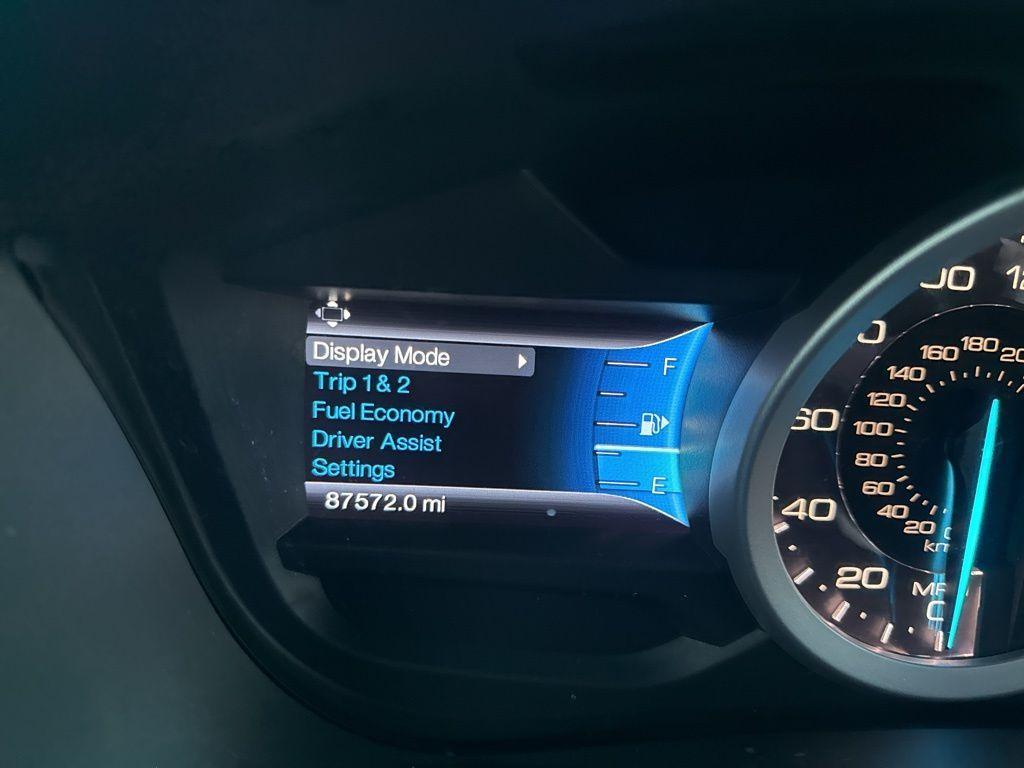 Display Mode
Trip 1 & 2
Fuel Economy
Driver Assist
Settings
87572.0 mi
F
E
60
40
20
180
160
140
120
100
80
60
40
20